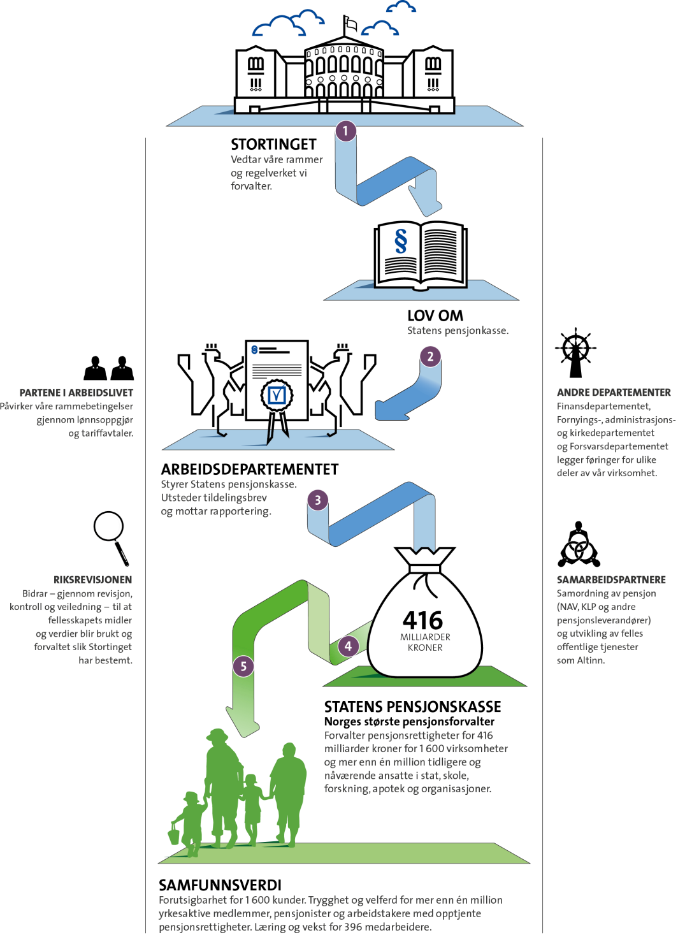 1
STORTINGET
Vedtar våre rammer
og regelverket vi
forvalter.
§
LOV OM
Statens pensjonkasse.
2
§
PARTENE I ARBEIDSLIVET
Påvirker våre rammebetingelser
gjennom lønnsoppgjør
og tariffavtaler.
ANDRE DEPARTEMENTER
Finansdepartementet,
Fornyings-, administrasjons-
og kirkedepartementet
og Forsvarsdepartementet
legger føringer for ulike
deler av vår virksomhet.
ARBEIDSDEPARTEMENTET
Styrer Statens pensjonskasse.
Utsteder tildelingsbrev
og mottar rapportering.
3
RIKSREVISJONEN
Bidrar – gjennom revisjon,
kontroll og veiledning – til at
fellesskapets midler
og verdier blir brukt og
forvaltet slik Stortinget
har bestemt.
SAMARBEIDSPARTNERE
Samordning av pensjon
(NAV, KLP og andre
pensjonsleverandører)
og utvikling av felles
offentlige tjenester
som Altinn.
416
MILLIARDER
KRONER
4
5
STATENS PENSJONSKASSE
Norges største pensjonsforvalter
Forvalter pensjonsrettigheter for 416
milliarder kroner for 1 600 virksomheter
og mer enn én million tidligere og
nåværende ansatte i stat, skole,
forskning, apotek og organisasjoner.
SAMFUNNSVERDI
Forutsigbarhet for 1 600 kunder. Trygghet og velferd for mer enn én million
yrkesaktive medlemmer, pensjonister og arbeidstakere med opptjente
pensjonsrettigheter. Læring og vekst for 396 medarbeidere.